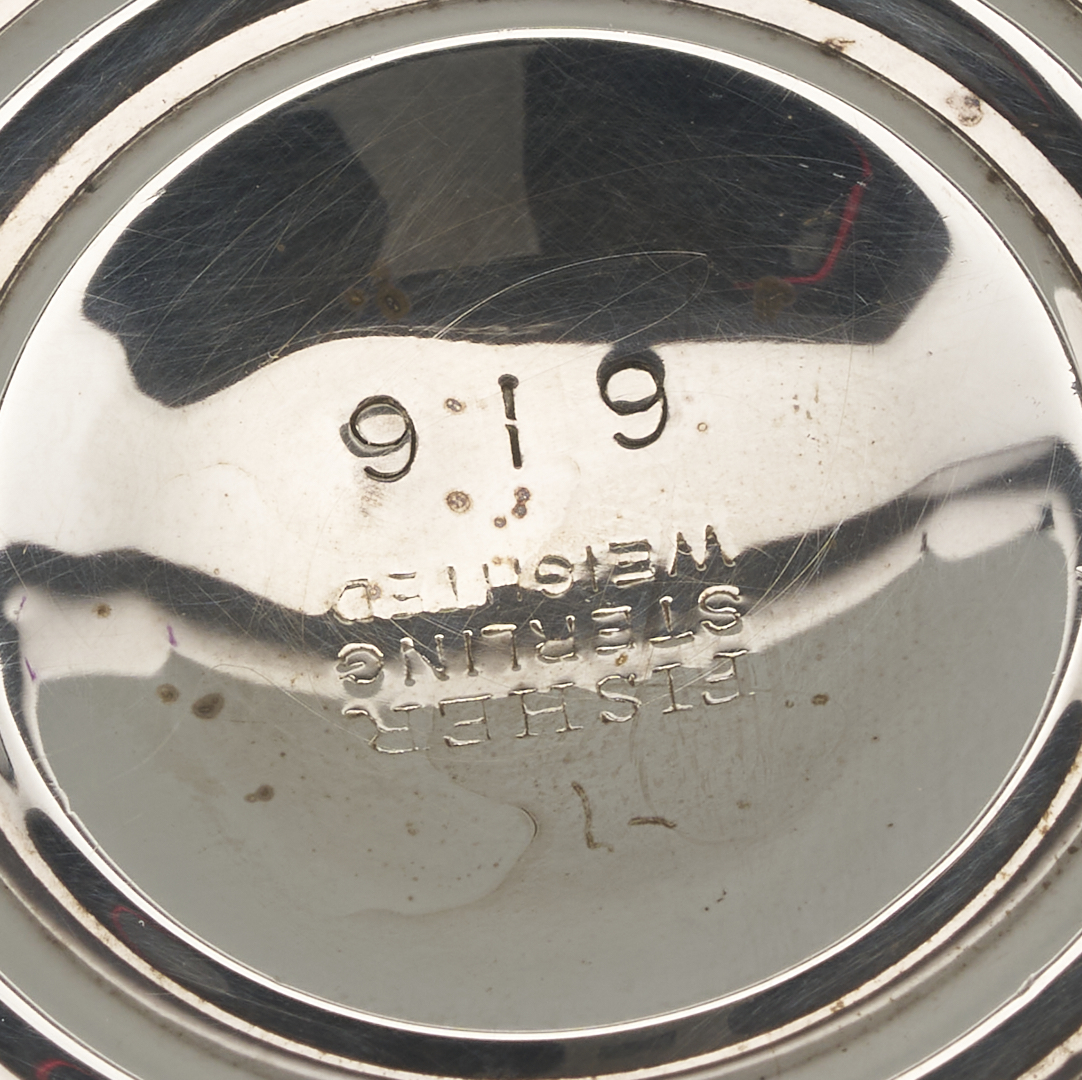 FISHER
STERLING
WEIGHTED
616